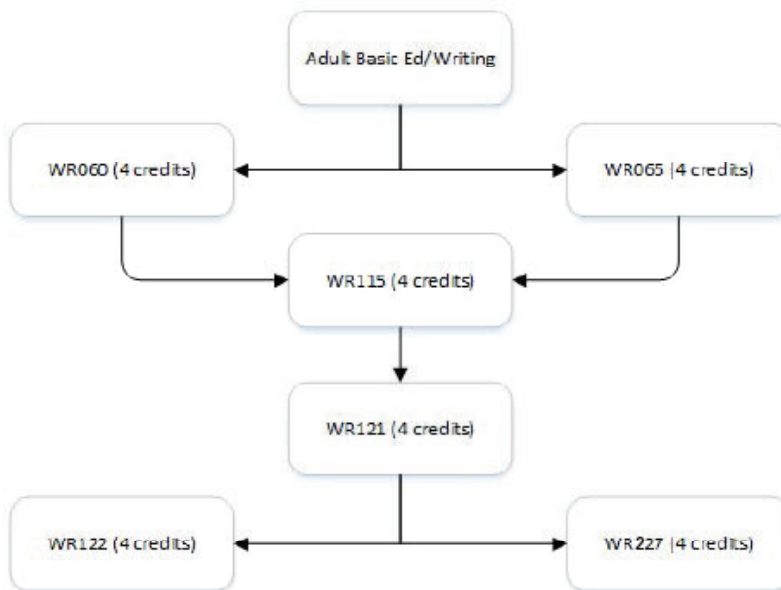 Adult Basic Ed/Writing
WR060 (4 credits)
WR065 (4 credits)
WR115 (4 credits)
WR121 (4 credits)
WR122 (4 credits)
WR227 (4 credits)